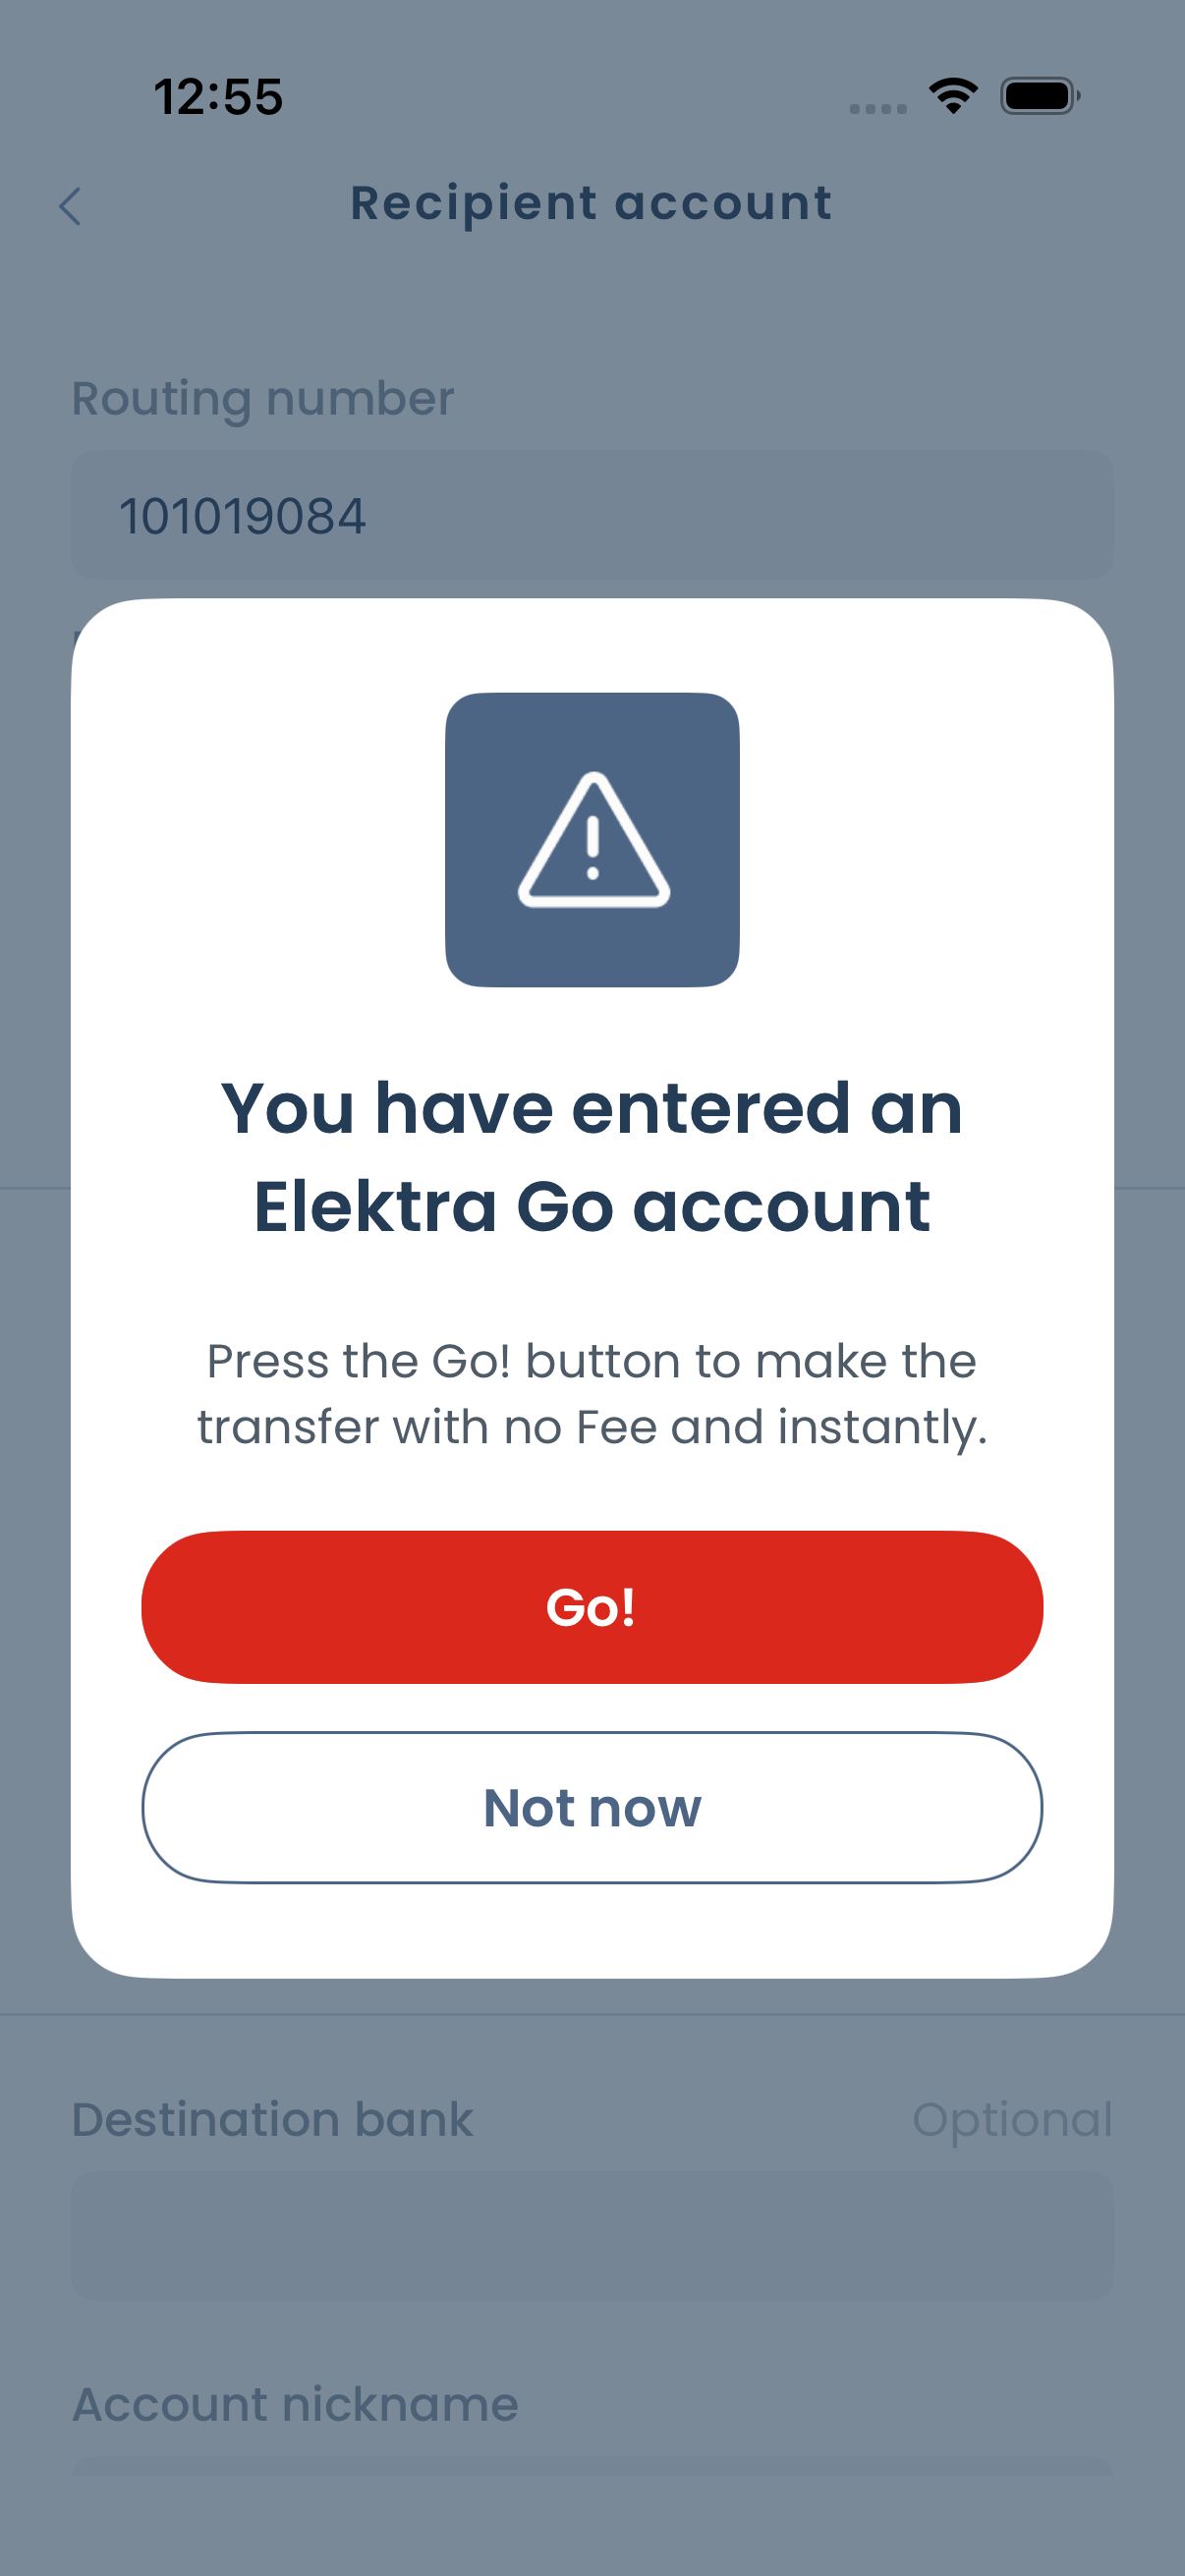 12:55
Recipient account
Routing number
101019084
You have entered an
Elektra Go account
Press the Go! button to make the
transfer with no Fee and instantly.
Go!
Not now
Destination bank
Optional
Account nickname